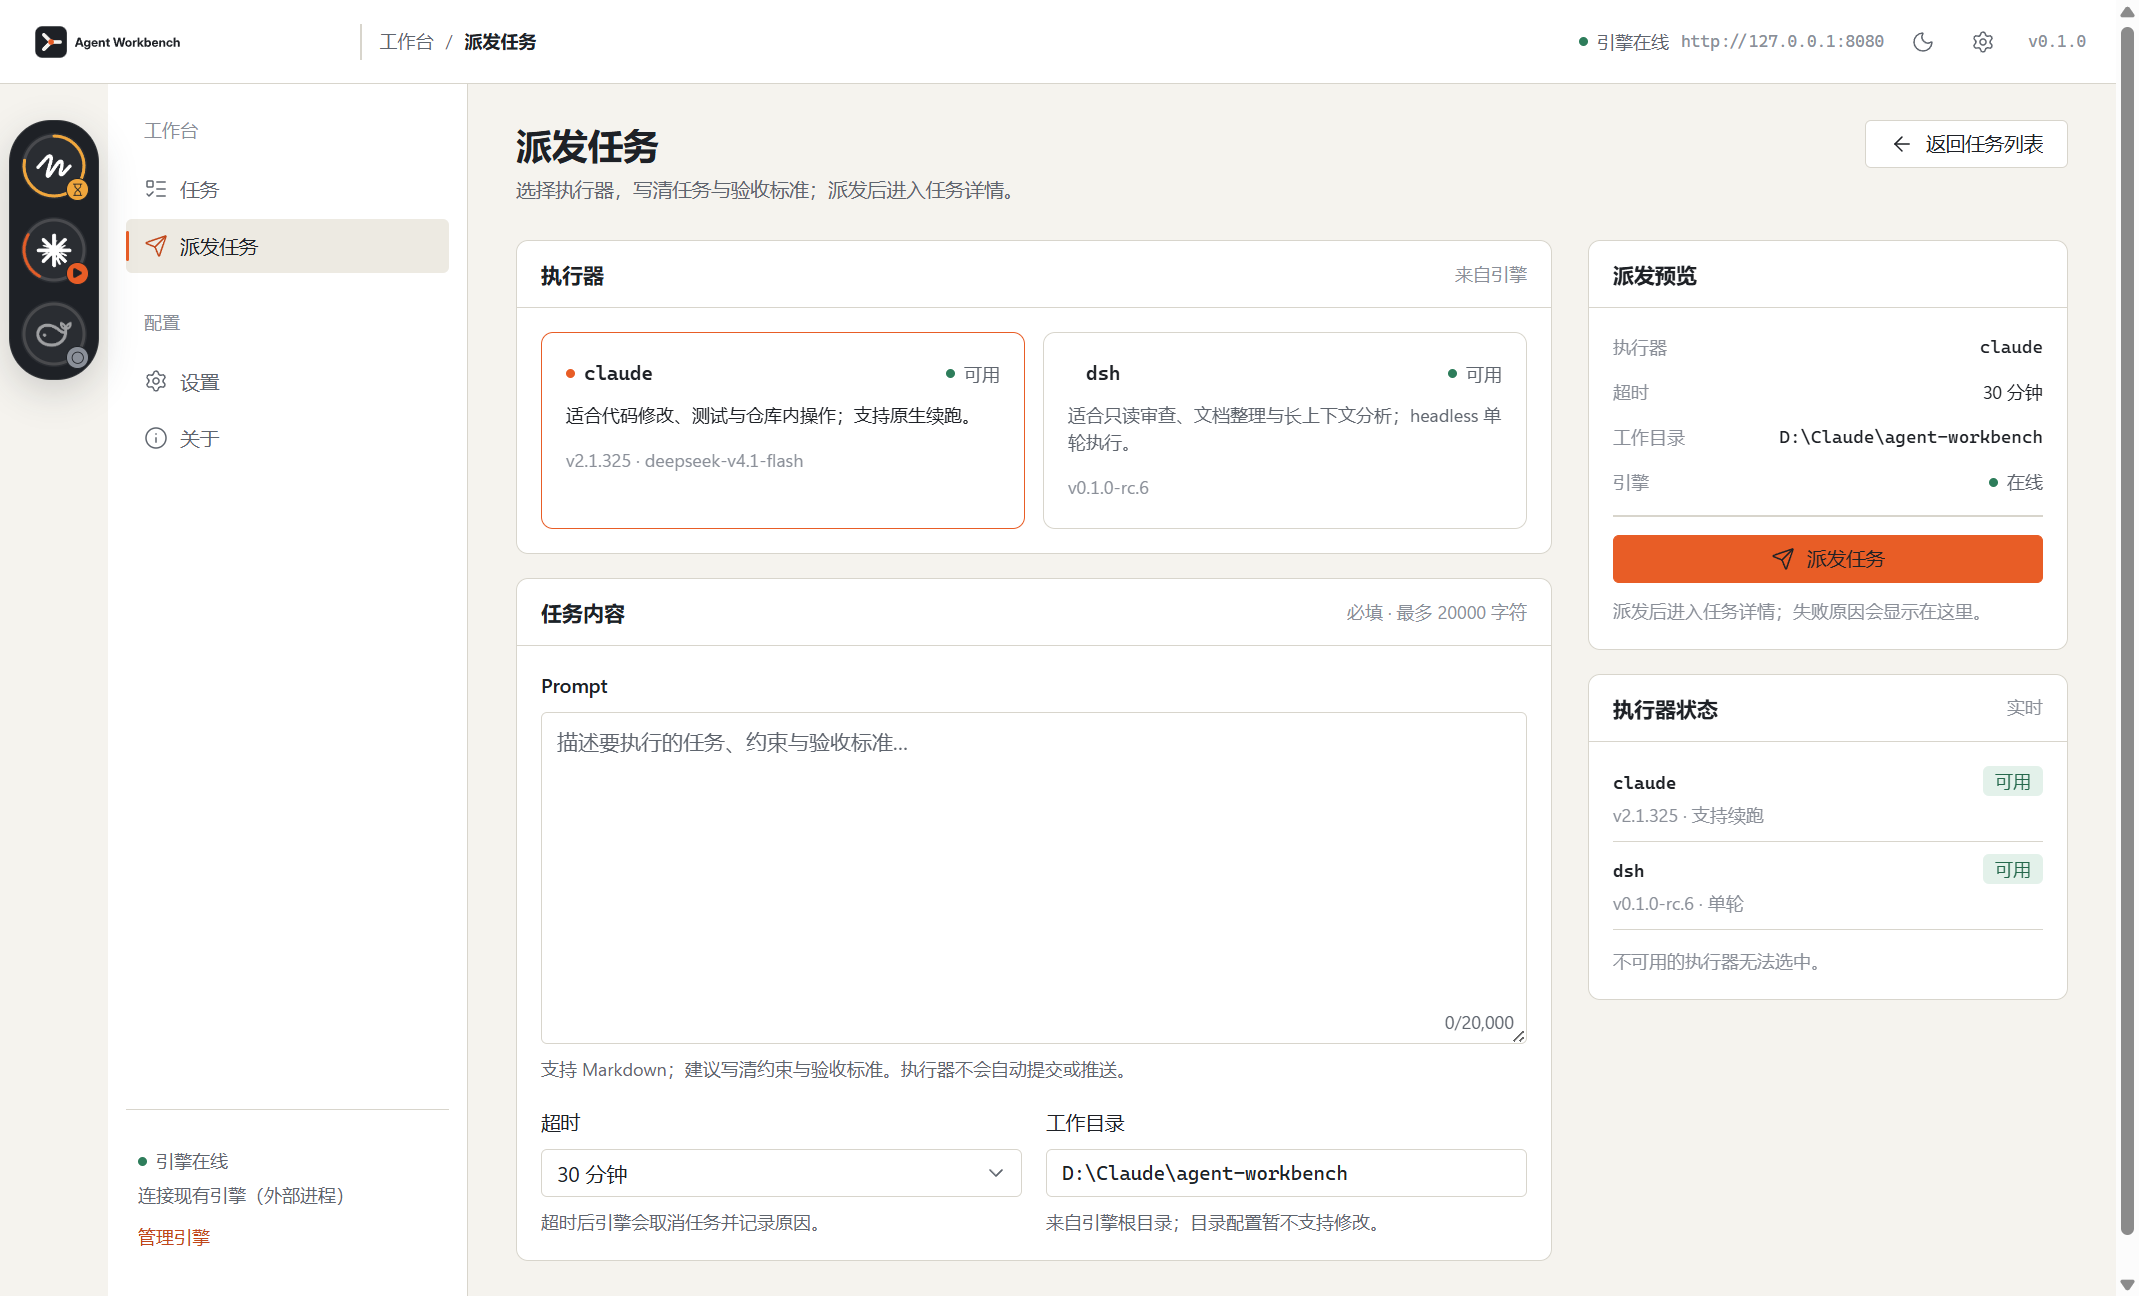 Agent Workbench
工作台 / 派发任务
引擎在线 http://127.0.0.1:8080
v0.1.0
工作台
任务
派发任务
配置
设置
关于
引擎在线
连接现有引擎（外部进程）
管理引擎
派发任务
选择执行器，写清任务与验收标准；派发后进入任务详情。
返回任务列表
执行器
来自引擎
claude
可用
适合代码修改、测试与仓库内操作；支持原生续跑。
v2.1.325 · deepseek-v4.1-flash
dsh
可用
适合只读审查、文档整理与长上下文分析；headless 单
轮执行。
v0.1.0-rc.6
任务内容
必填 · 最多 20000 字符
Prompt
描述要执行的任务、约束与验收标准...
0/20,000
支持 Markdown；建议写清约束与验收标准。执行器不会自动提交或推送。
超时
30 分钟
超时后引擎会取消任务并记录原因。
工作目录
D:\Claude\agent-workbench
来自引擎根目录；目录配置暂不支持修改。
派发预览
执行器 claude
超时 30 分钟
工作目录 D:\Claude\agent-workbench
引擎 在线
派发任务
派发后进入任务详情；失败原因会显示在这里。
执行器状态
实时
claude
可用
v2.1.325 · 支持续跑
dsh
可用
v0.1.0-rc.6 · 单轮
不可用的执行器无法选中。